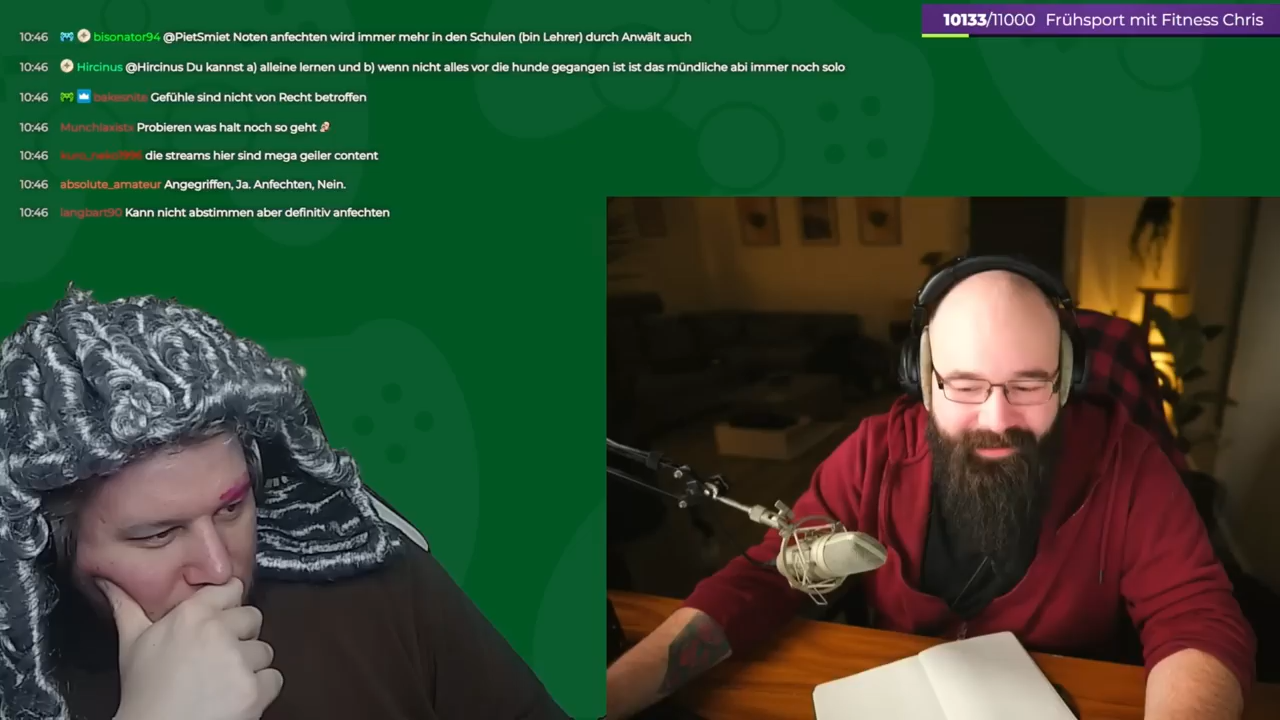 10133/11000 Frühsport mit Fitness Chris
10:46 bisonator94 @PietSmiet Noten anfechten wird immer mehr in den Schulen (bin Lehrer) durch Anwält auch
10:46 Hircinus @Hircinus Du kannst a) alleine lernen und b) wenn nicht alles vor die hunde gegangen ist ist das mündliche abi immer noch solo
10:46 bakesnits Gefühle sind nicht von Recht betroffen
10:46 Probieren was halt noch so geht
10:46 die streams hier sind mega geiler content
10:46 absolute_amateur Angegriffen, Ja. Anfechten, Nein.
10:46 langbart90 Kann nicht abstimmen aber definitiv anfechten